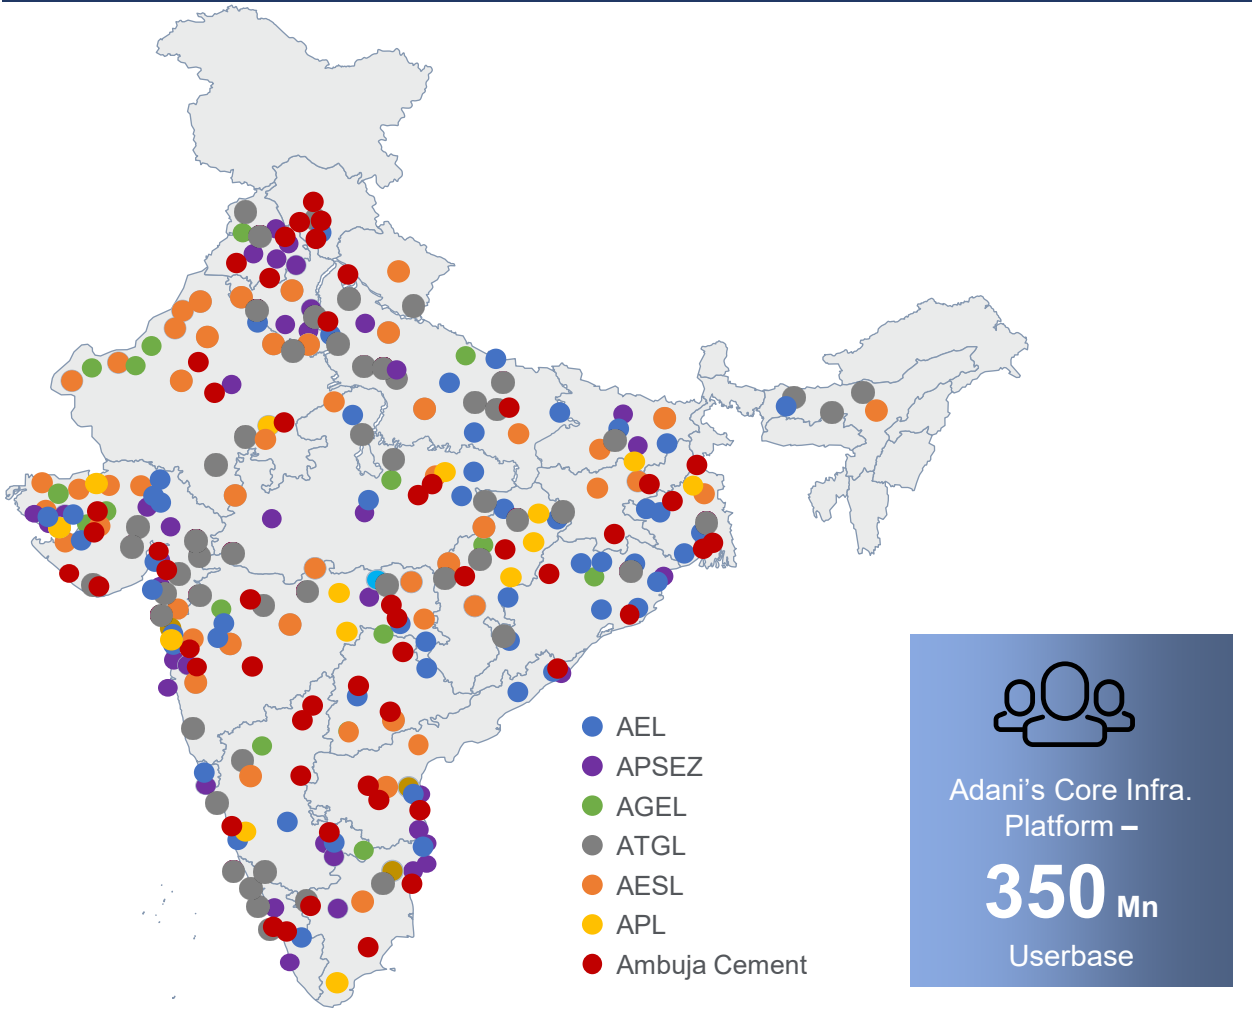 AEL
APSEZ
AGEL
ATGL
AESL
APL
Ambuja Cement
Adani’s Core Infra.
Platform –
350 Mn
Userbase